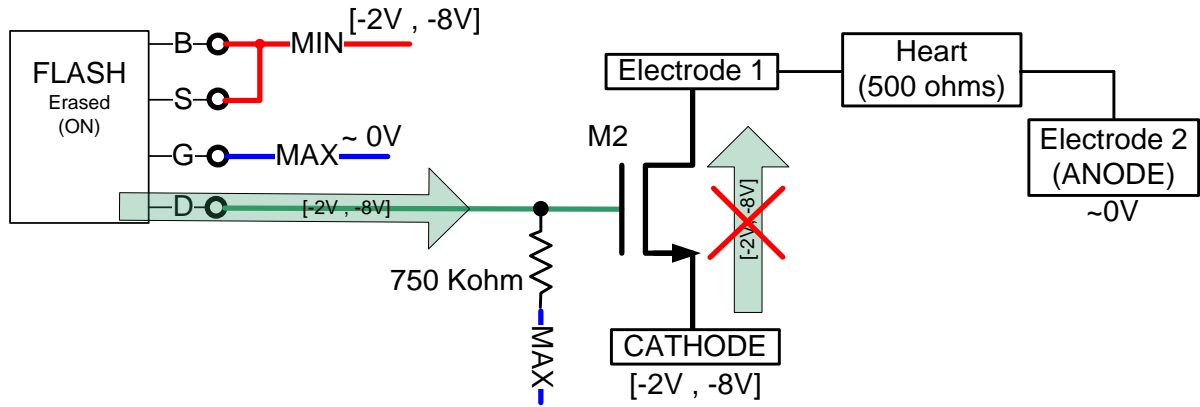 [-2V , -8V]
B
MIN
FLASH
Erased
(ON)
S
~ 0V
G
MAX
D
[-2V , -8V]
750 Kohm
MAX
Electrode 1
M2
[-2V, -8V]
CATHODE
[-2V , -8V]
Heart
(500 ohms)
Electrode 2
(ANODE)
~0V